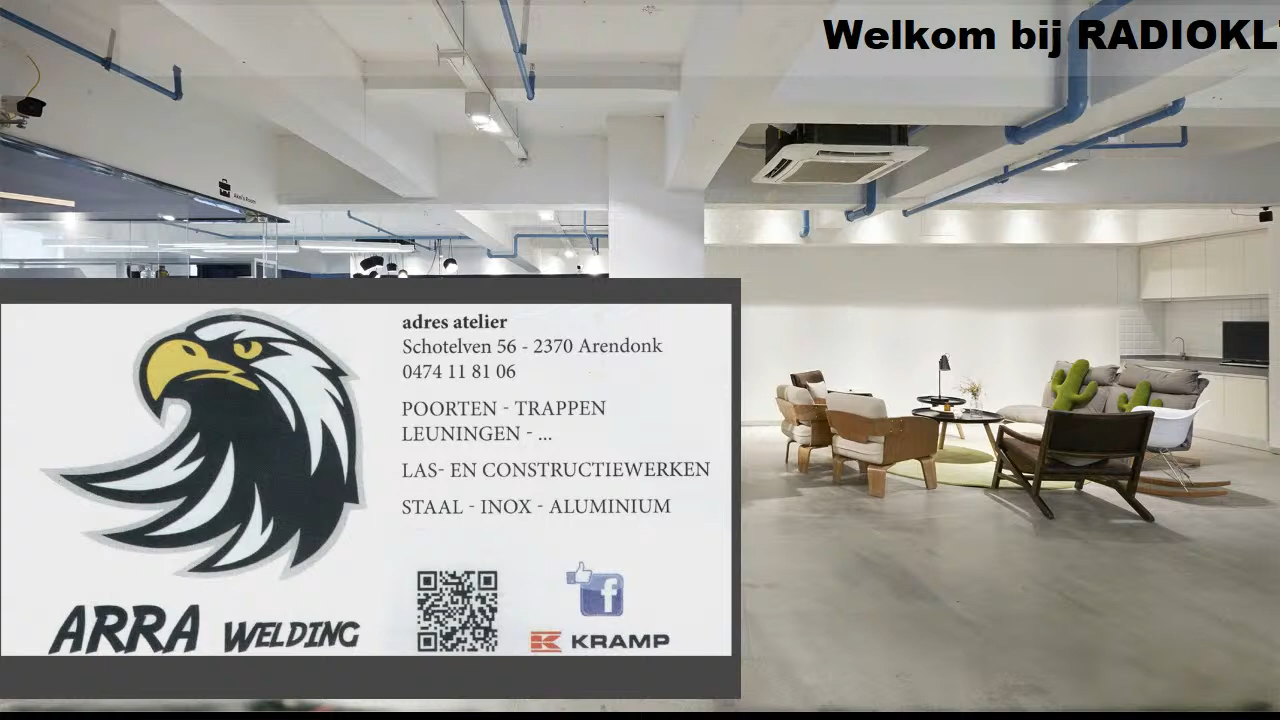 Welkom bij RADIOKL
adres atelier
Schotelven 56 - 2370 Arendonk
0474 11 81 06
POORTEN - TRAPPEN
LEUNINGEN - ...
LAS- EN CONSTRUCTIEWERKEN
STAAL - INOX - ALUMINIUM
ARRA WELDING
f
KRAMP